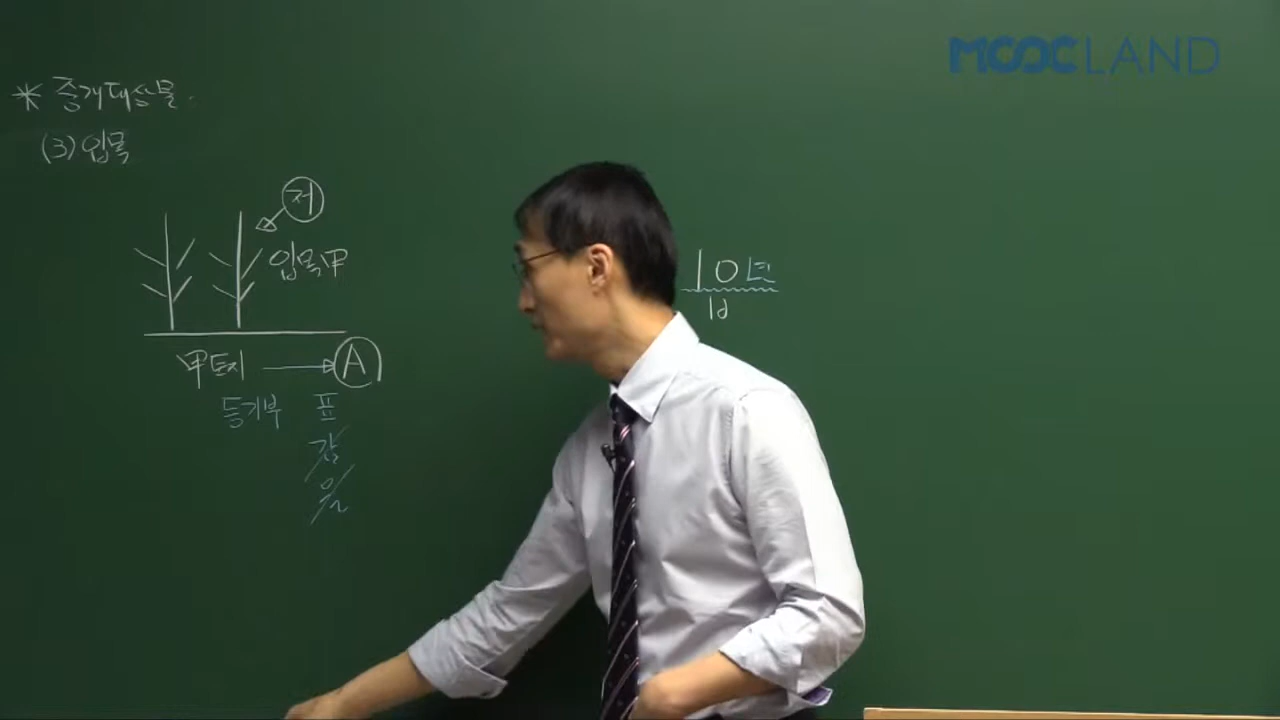 MOOCLAND
* 중개대상물.
(3) 입목
저
입목 甲
甲 토지 → A
등기부 표
갑
을
10년
1d